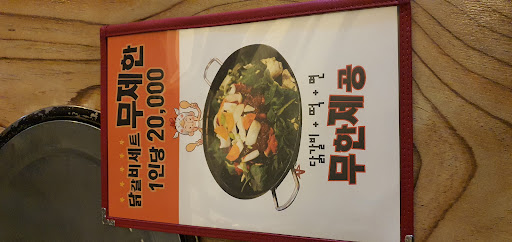 닭갈비세트 무제한
1인당 20,000
닭갈비 + 떡 + 면
무한제공